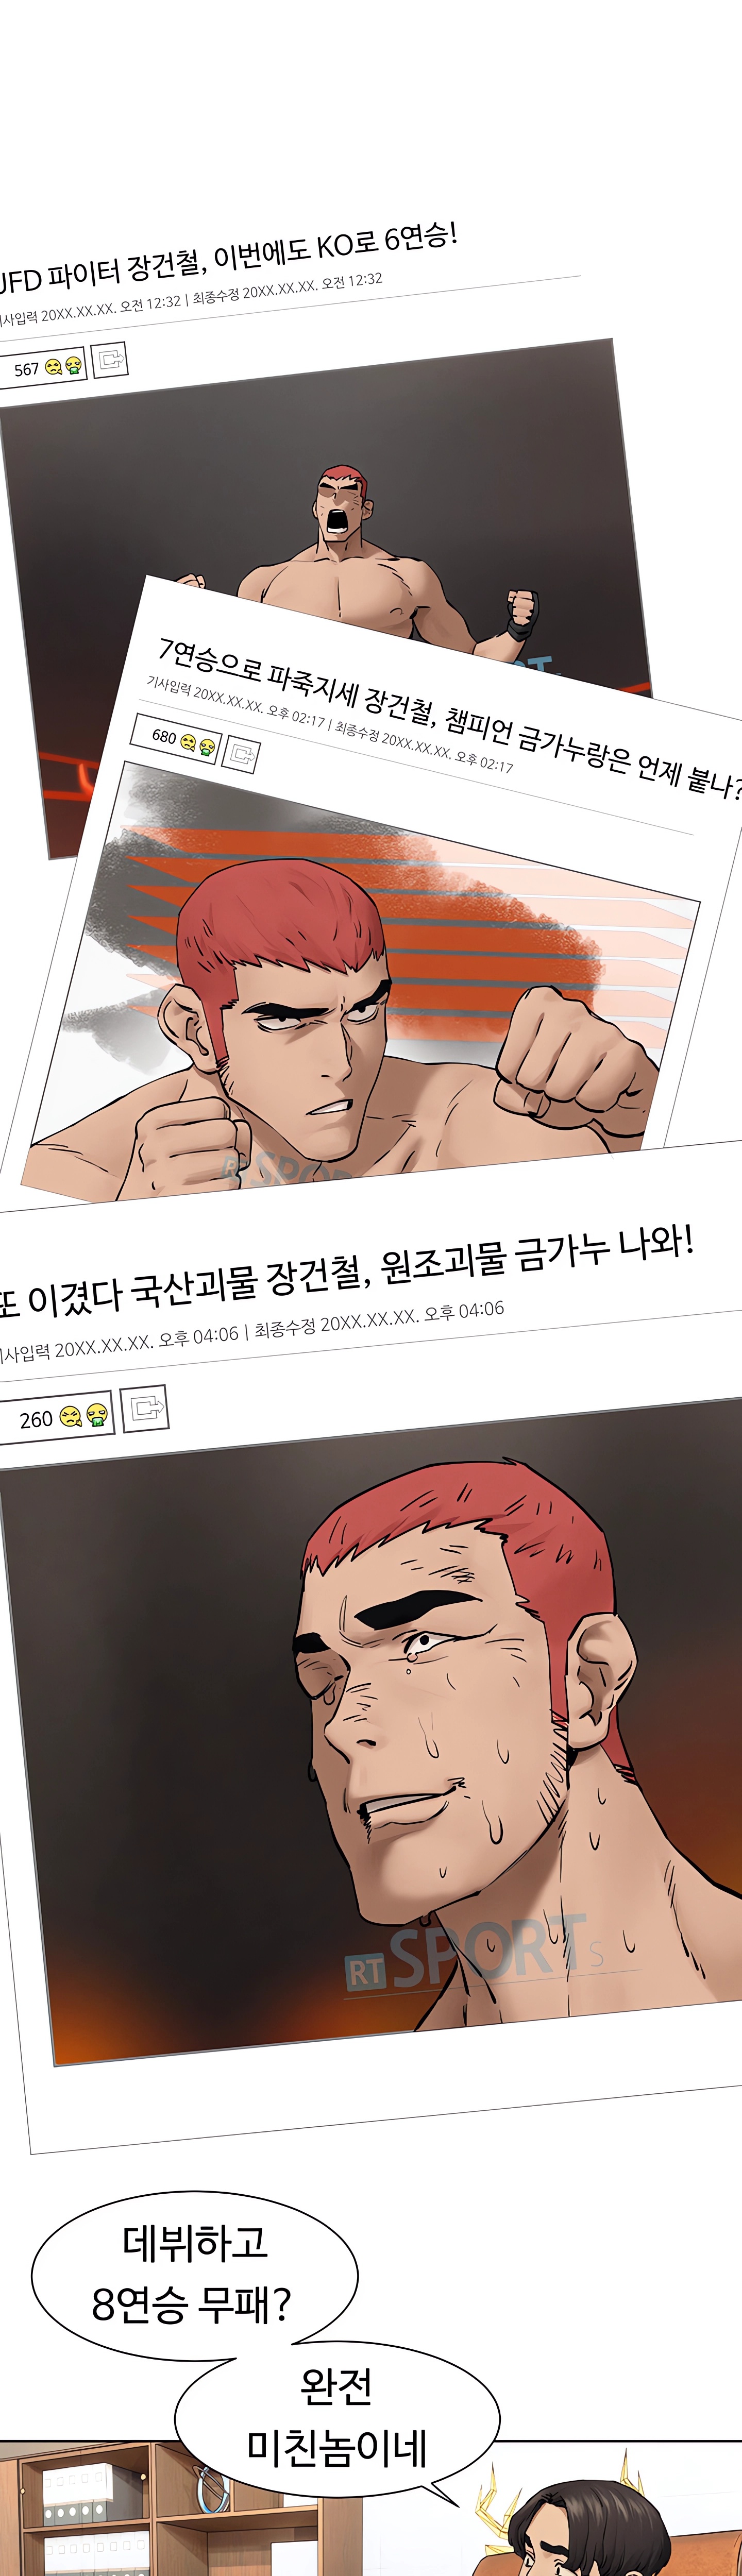 UFD 파이터 장건철, 이번에도 KO로 6연승!
기사입력 20XX.XX.XX. 오전 12:32 | 최종수정 20XX.XX.XX. 오전 12:32
567
7연승으로 파죽지세 장건철, 챔피언 금가누랑은 언제 붙나?
기사입력 20XX.XX.XX. 오후 02:17 | 최종수정 20XX.XX.XX. 오후 02:17
680
RT SPORT
또 이겼다 국산괴물 장건철, 원조괴물 금가누 나와!
기사입력 20XX.XX.XX. 오후 04:06 | 최종수정 20XX.XX.XX. 오후 04:06
260
RT SPORTS
데뷔하고
8연승 무패?
완전
미친놈이네